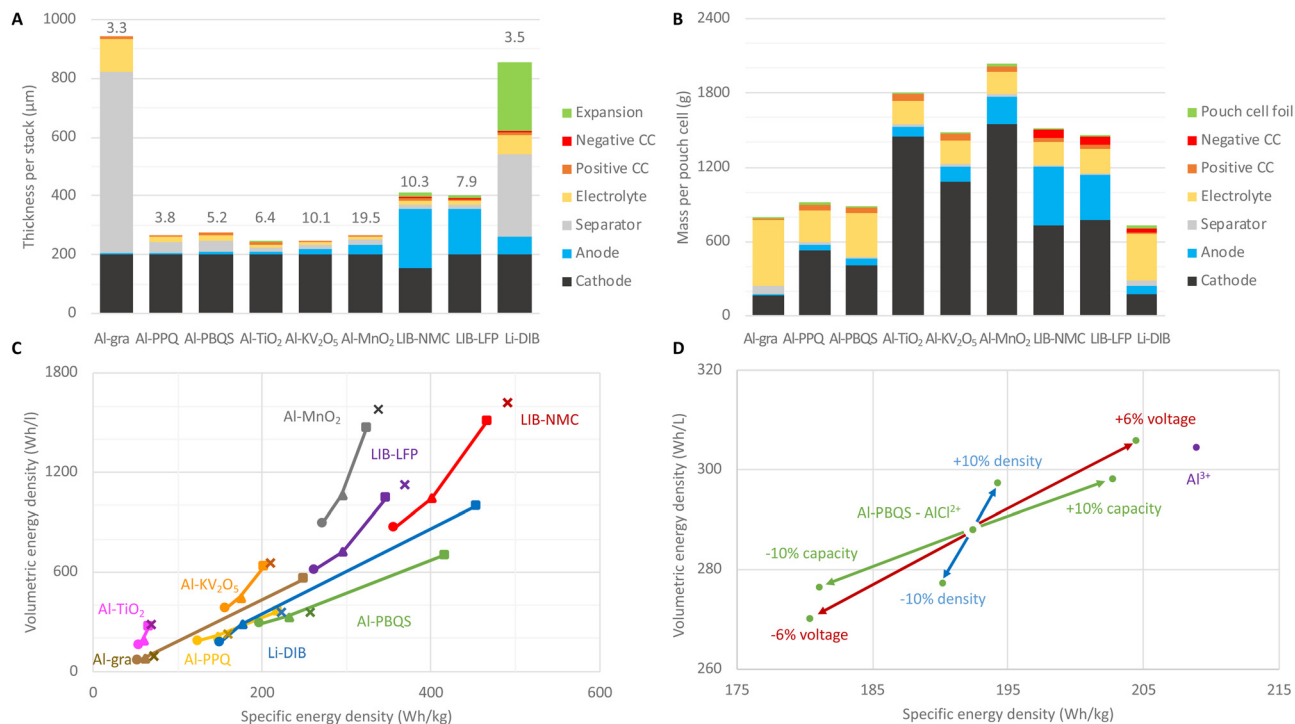 A
Thickness per stack (μm)
1000
800
600
400
200
0
3.3
3.8
5.2
6.4
10.1
19.5
10.3
7.9
3.5
Al-gra
Al-PPQ
Al-PBQS
Al-TiO₂
Al-KV₂O₅
Al-MnO₂
LIB-NMC
LIB-LFP
Li-DIB
Expansion
Negative CC
Positive CC
Electrolyte
Separator
Anode
Cathode
B
Mass per pouch cell (g)
2400
1800
1200
600
0
Al-gra
Al-PPQ
Al-PBQS
Al-TiO₂
Al-KV₂O₅
Al-MnO₂
LIB-NMC
LIB-LFP
Li-DIB
Pouch cell foil
Negative CC
Positive CC
Electrolyte
Separator
Anode
Cathode
C
Volumetric energy density (Wh/l)
1800
1200
600
0
Al-MnO₂
LIB-NMC
LIB-LFP
Al-KV₂O₅
Al-TiO₂
Al-PBQS
Al-gra
Al-PPQ
Li-DIB
0
200
400
600
Specific energy density (Wh/kg)
D
Volumetric energy density (Wh/L)
320
300
280
260
+6% voltage
+10% density
Al³⁺
Al-PBQS - AlCl²⁺
+10% capacity
-10% capacity
-10% density
-6% voltage
175
185
195
205
215
Specific energy density (Wh/kg)